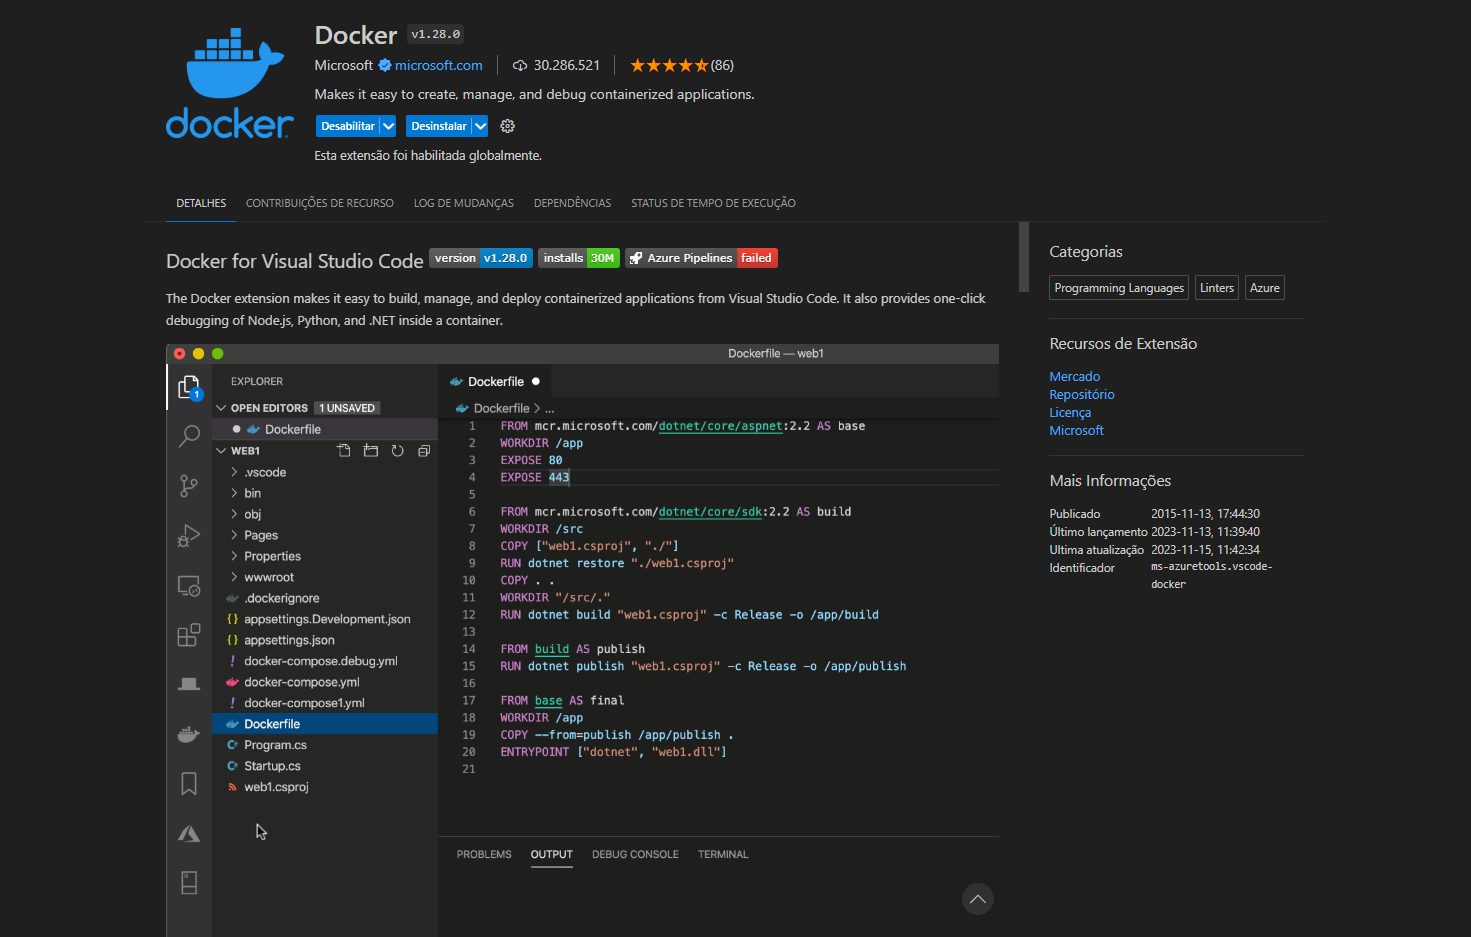 Docker v1.28.0
Microsoft microsoft.com 30.286.521 (86)
Makes it easy to create, manage, and debug containerized applications.
Desabilitar Desinstalar
docker
Esta extensão foi habilitada globalmente.
DETALHES CONTRIBUIÇÕES DE RECURSO LOG DE MUDANÇAS DEPENDÊNCIAS STATUS DE TEMPO DE EXECUÇÃO
Docker for Visual Studio Code version v1.28.0 installs 30M Azure Pipelines failed
The Docker extension makes it easy to build, manage, and deploy containerized applications from Visual Studio Code. It also provides one-click
debugging of Node.js, Python, and .NET inside a container.
Dockerfile — web1
EXPLORER
OPEN EDITORS 1 UNSAVED
Dockerfile
WEB1
.vscode
bin
obj
Pages
Properties
wwwroot
.dockerignore
appsettings.Development.json
appsettings.json
docker-compose.debug.yml
docker-compose.yml
docker-compose1.yml
Dockerfile
Program.cs
Startup.cs
web1.csproj
1
Dockerfile
Dockerfile > ...
1 FROM mcr.microsoft.com/dotnet/core/aspnet:2.2 AS base
2 WORKDIR /app
3 EXPOSE 80
4 EXPOSE 443
5
6 FROM mcr.microsoft.com/dotnet/core/sdk:2.2 AS build
7 WORKDIR /src
8 COPY ["web1.csproj", "./"]
9 RUN dotnet restore "./web1.csproj"
10 COPY . .
11 WORKDIR "/src/."
12 RUN dotnet build "web1.csproj" -c Release -o /app/build
13
14 FROM build AS publish
15 RUN dotnet publish "web1.csproj" -c Release -o /app/publish
16
17 FROM base AS final
18 WORKDIR /app
19 COPY --from=publish /app/publish .
20 ENTRYPOINT ["dotnet", "web1.dll"]
21
PROBLEMS OUTPUT DEBUG CONSOLE TERMINAL
Categorias
Programming Languages Linters Azure
Recursos de Extensão
Mercado
Repositório
Licença
Microsoft
Mais Informações
Publicado 2015-11-13, 17:44:30
Último lançamento 2023-11-13, 11:39:40
Ultima atualização 2023-11-15, 11:42:34
Identificador ms-azuretools.vscode-
docker